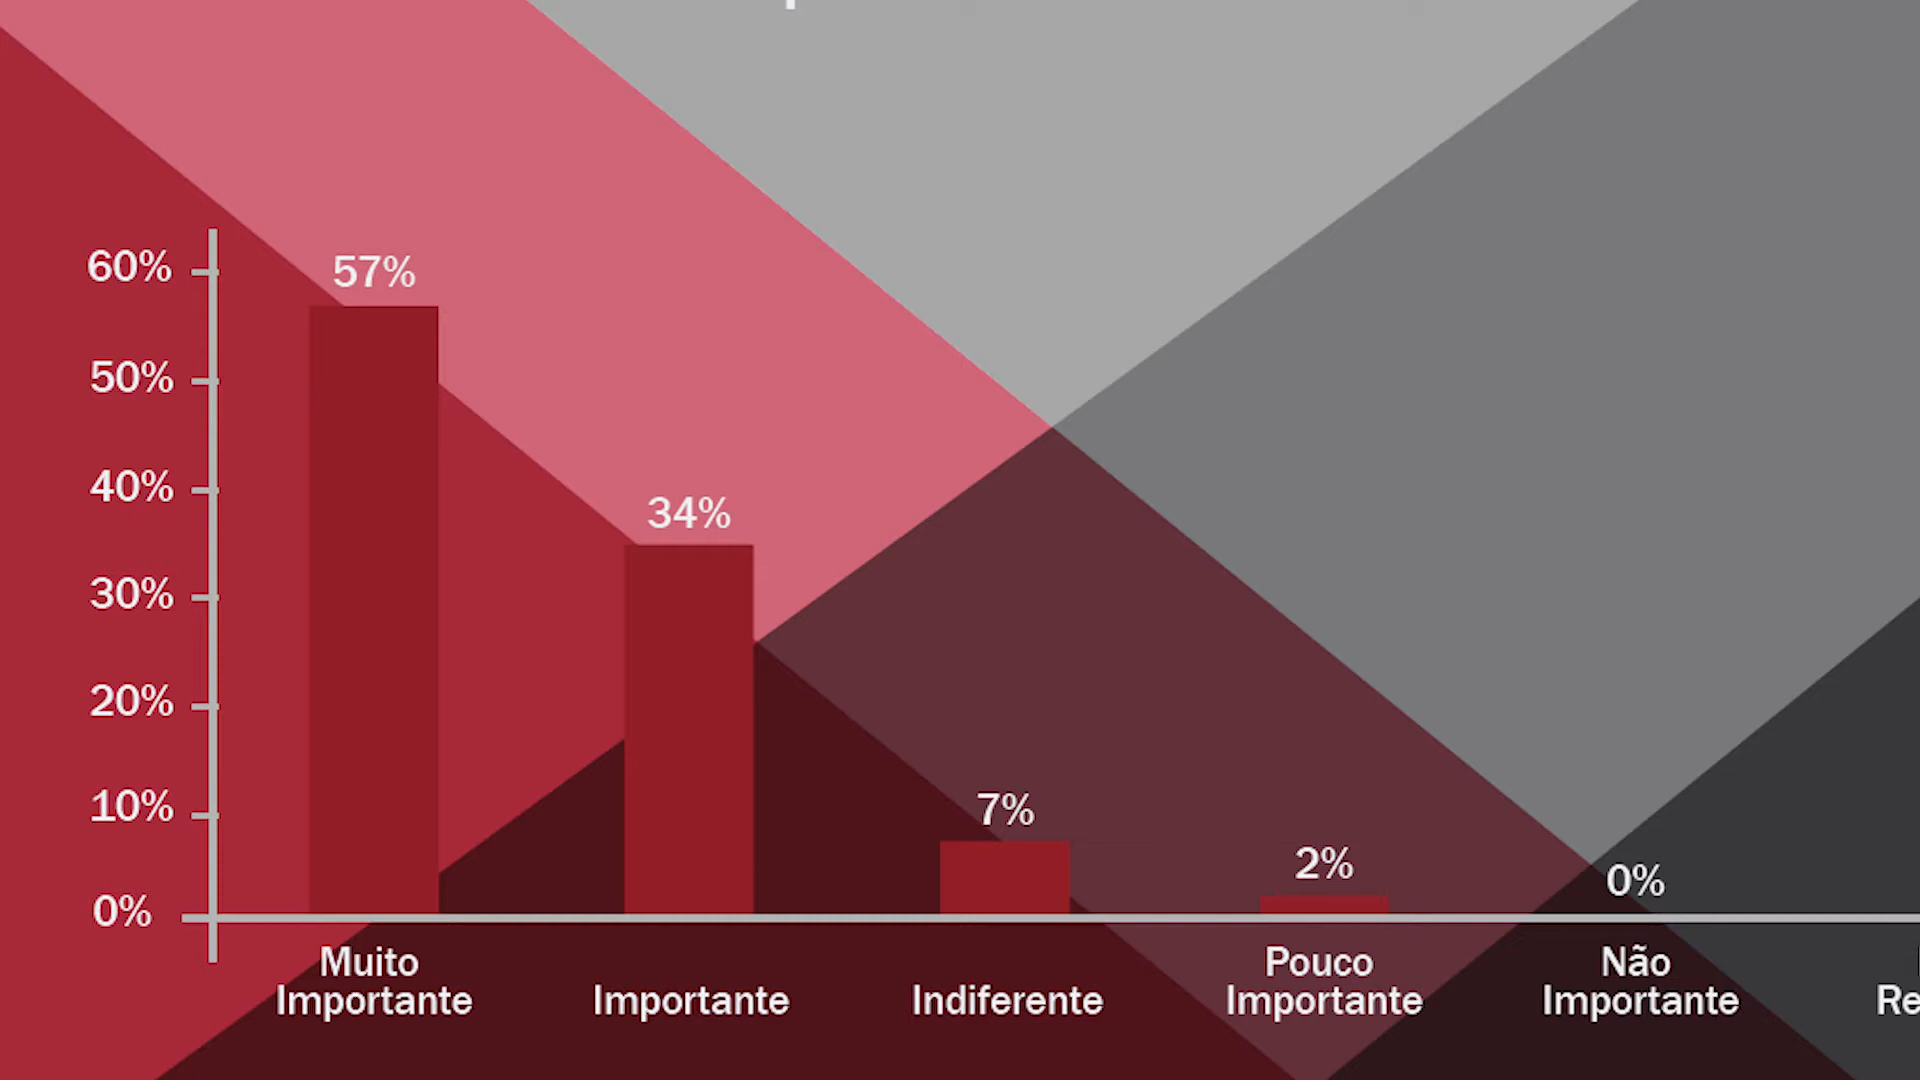 60%
50%
40%
30%
20%
10%
0%
57%
34%
7%
2%
0%
Muito
Importante
Importante
Indiferente
Pouco
Importante
Não
Importante